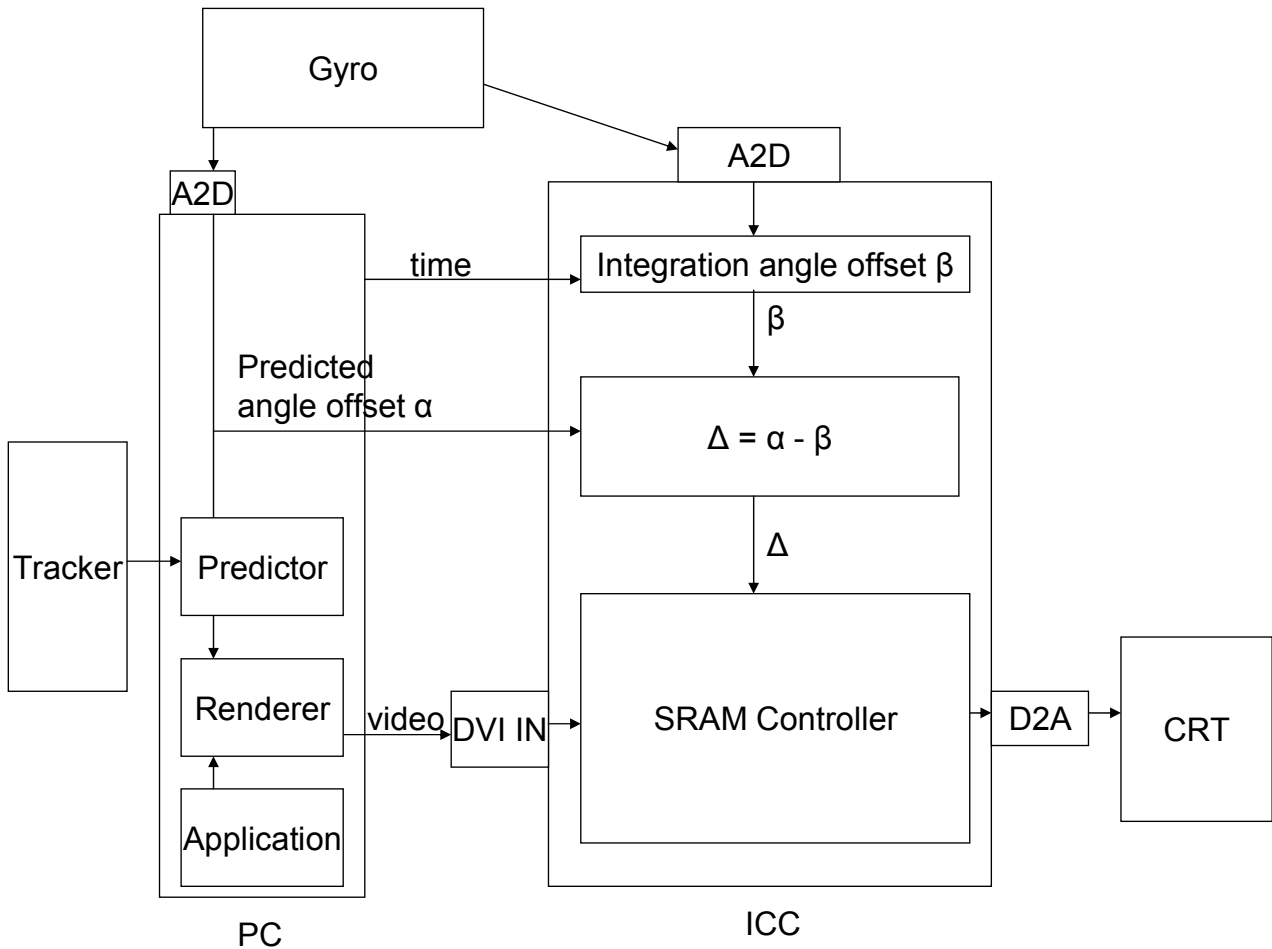 Gyro
A2D
A2D
time
Integration angle offset β
β
Predicted
angle offset α
Δ = α - β
Tracker
Predictor
Δ
Renderer
video
DVI IN
SRAM Controller
D2A
CRT
Application
PC
ICC